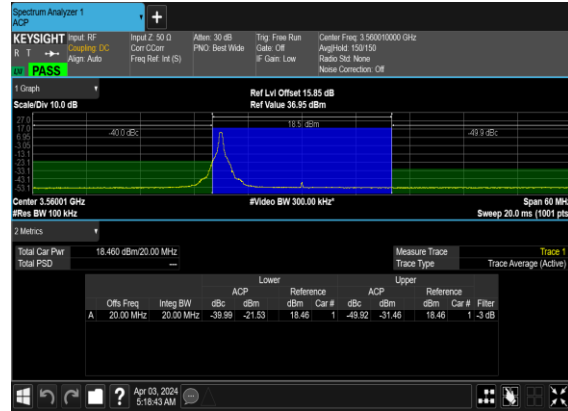 Spectrum Analyzer 1
ACP
KEYSIGHT Input: RF Input Z: 50 Ω Atten: 30 dB Trig: Free Run Center Freq: 3.560010000 GHz
R T Coupling: DC Corr CCorr PNO: Best Wide Gate: Off Avg|Hold: 150/150
Align: Auto Freq Ref: Int (S) IF Gain: Low Radio Std: None
PASS Noise Correction: Off
1 Graph Ref Lvl Offset 15.85 dB
Scale/Div 10.0 dB Ref Value 36.95 dBm
27.0
17.0 18.5 dBm
6.95 -40.0 dBc -49.9 dBc
-3.05
-13.1
-23.1
-33.1
-43.1
-53.1
Center 3.56001 GHz #Video BW 300.00 kHz* Span 60 MHz
#Res BW 100 kHz Sweep 20.0 ms (1001 pts
2 Metrics
Total Car Pwr 18.460 dBm/20.00 MHz Measure Trace Trace 1
Total PSD --- Trace Type Trace Average (Active)
Lower Upper
ACP Reference ACP Reference
Offs Freq Integ BW dBc dBm dBm Car # dBc dBm dBm Car # Filter
A 20.00 MHz 20.00 MHz -39.99 -21.53 18.46 1 -49.92 -31.46 18.46 1 -3 dB
Apr 03, 2024
5:18:43 AM